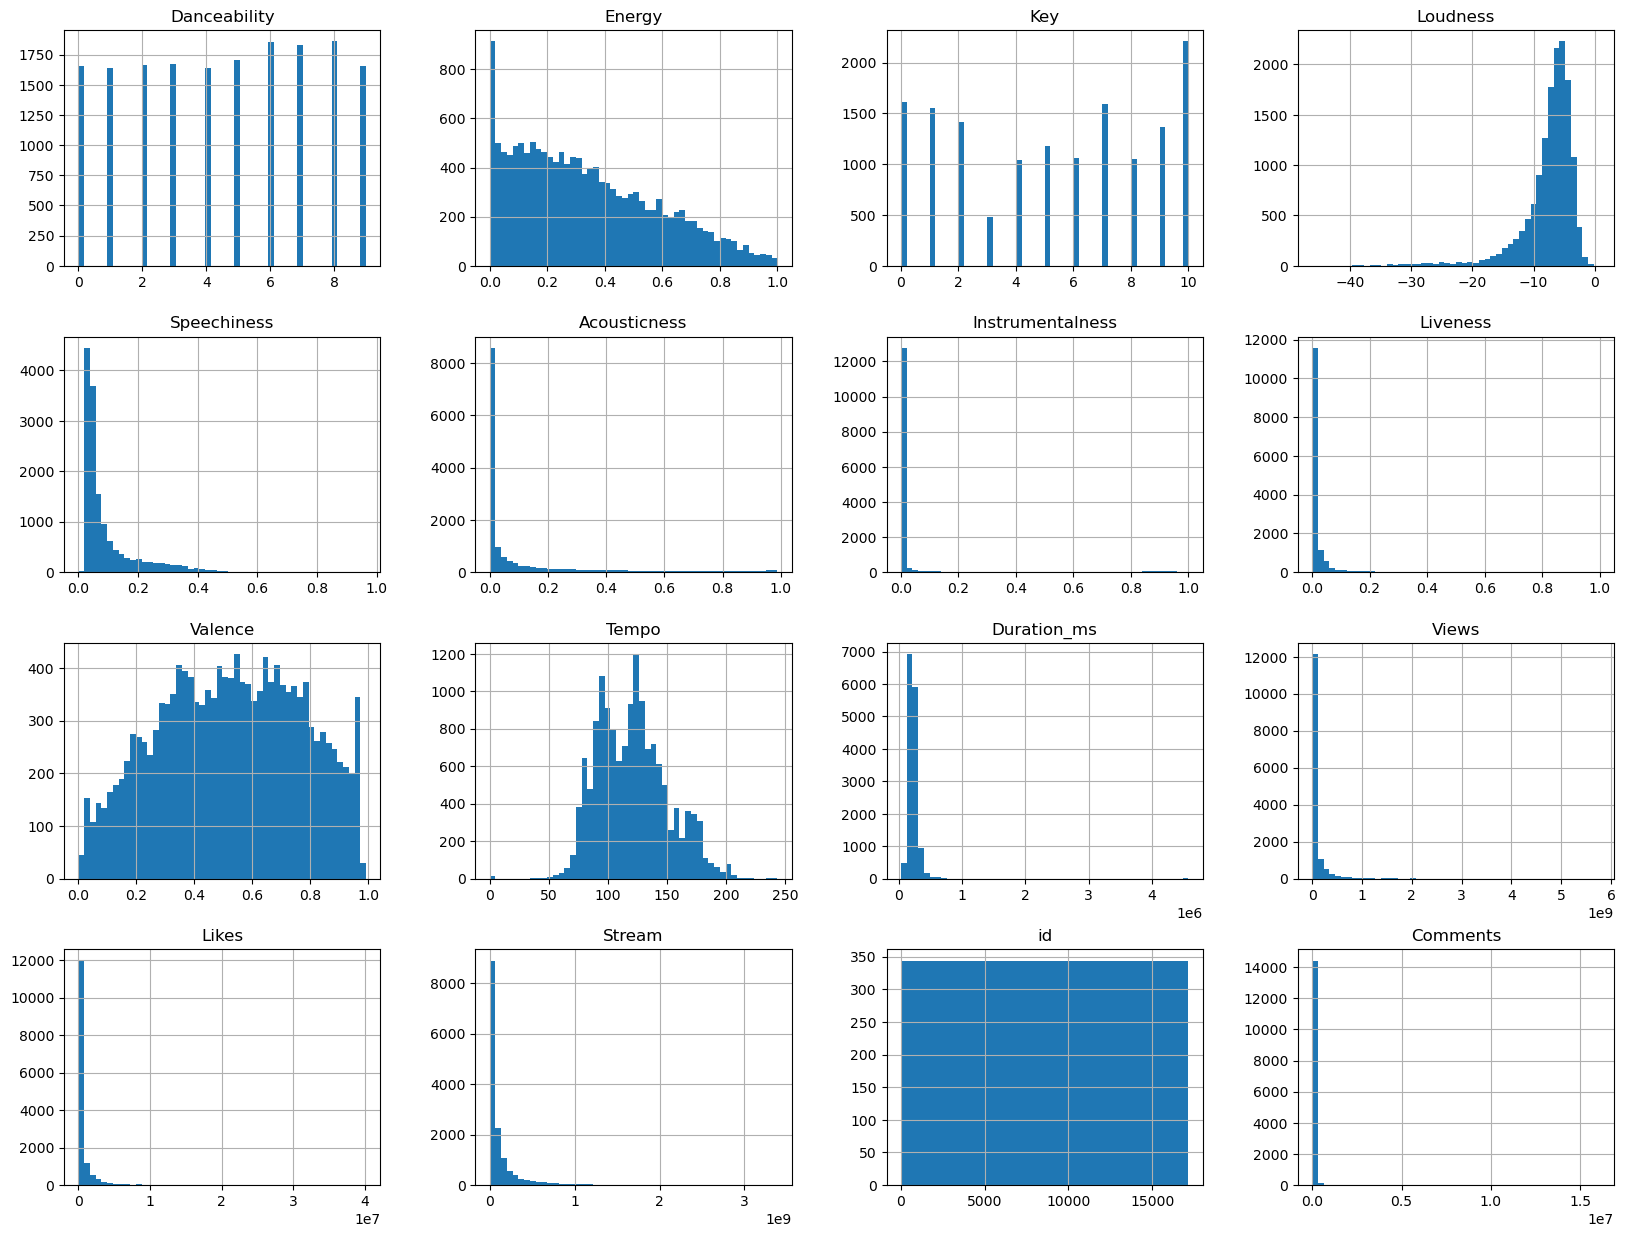 Danceability Energy Key Loudness
1750 1500 1250 1000 750 500 250 0
0 2 4 6 8
800 600 400 200 0
0.0 0.2 0.4 0.6 0.8 1.0
2000 1500 1000 500 0
0 2 4 6 8 10
2000 1500 1000 500 0
−40 −30 −20 −10 0
Speechiness Acousticness Instrumentalness Liveness
4000 3000 2000 1000 0
0.0 0.2 0.4 0.6 0.8 1.0
8000 6000 4000 2000 0
0.0 0.2 0.4 0.6 0.8 1.0
12000 10000 8000 6000 4000 2000 0
0.0 0.2 0.4 0.6 0.8 1.0
12000 10000 8000 6000 4000 2000 0
0.0 0.2 0.4 0.6 0.8 1.0
Valence Tempo Duration_ms Views
400 300 200 100 0
0.0 0.2 0.4 0.6 0.8 1.0
1200 1000 800 600 400 200 0
0 50 100 150 200 250
7000 6000 5000 4000 3000 2000 1000 0
0 1 2 3 4
1e6
12000 10000 8000 6000 4000 2000 0
0 1 2 3 4 5 6
1e9
Likes Stream id Comments
12000 10000 8000 6000 4000 2000 0
0 1 2 3 4
1e7
8000 6000 4000 2000 0
0 1 2 3
1e9
350 300 250 200 150 100 50 0
0 5000 10000 15000
14000 12000 10000 8000 6000 4000 2000 0
0.0 0.5 1.0 1.5
1e7